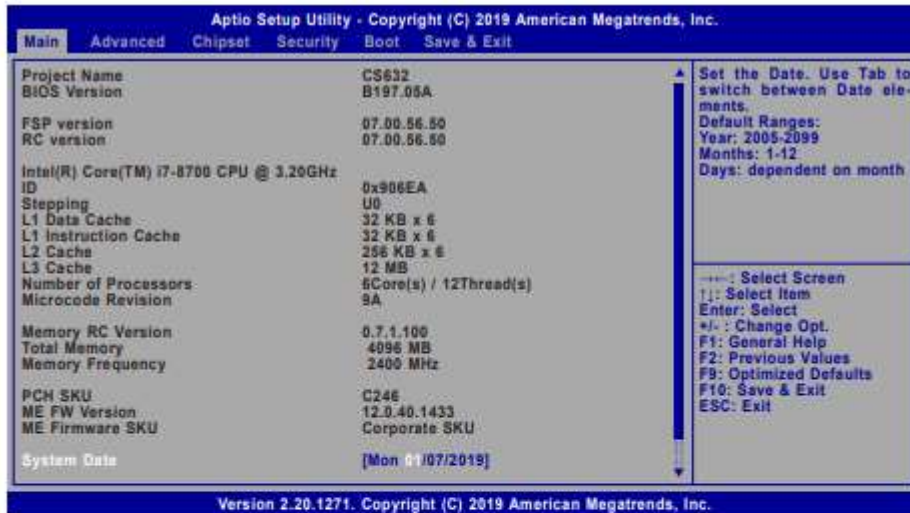 Aptio Setup Utility - Copyright (C) 2019 American Megatrends, Inc.
Main Advanced Chipset Security Boot Save & Exit
Project Name CS632
BIOS Version B197.05A
FSP version 07.00.56.50
RC version 07.00.56.50
Intel(R) Core(TM) i7-8700 CPU @ 3.20GHz
ID 0x906EA
Stepping U0
L1 Data Cache 32 KB x 6
L1 Instruction Cache 32 KB x 6
L2 Cache 256 KB x 6
L3 Cache 12 MB
Number of Processors 6Core(s) / 12Thread(s)
Microcode Revision 9A
Memory RC Version 0.7.1.100
Total Memory 4096 MB
Memory Frequency 2400 MHz
PCH SKU C246
ME FW Version 12.0.40.1433
ME Firmware SKU Corporate SKU
System Date [Mon 01/07/2019]
Set the Date. Use Tab to
switch between Date ele-
ments.
Default Ranges:
Year: 2005-2099
Months: 1-12
Days: dependent on month
→←: Select Screen
↑↓: Select Item
Enter: Select
+/- : Change Opt.
F1: General Help
F2: Previous Values
F9: Optimized Defaults
F10: Save & Exit
ESC: Exit
Version 2.20.1271. Copyright (C) 2019 American Megatrends, Inc.